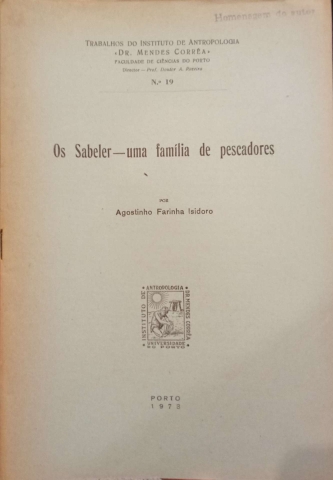 Homenagem do autor
TRABALHOS DO INSTITUTO DE ANTROPOLOGIA
«DR. MENDES CORRÊA»
FACULDADE DE CIÊNCIAS DO PORTO
N.º 19
Os Sabeler—uma família de pescadores
POR
Agostinho Farinha Isidoro
INSTITUTO DE
ANTROPOLOGIA
DR. MENDES CORRÊA
UNIVERSIDADE
DO PORTO
PORTO
1973